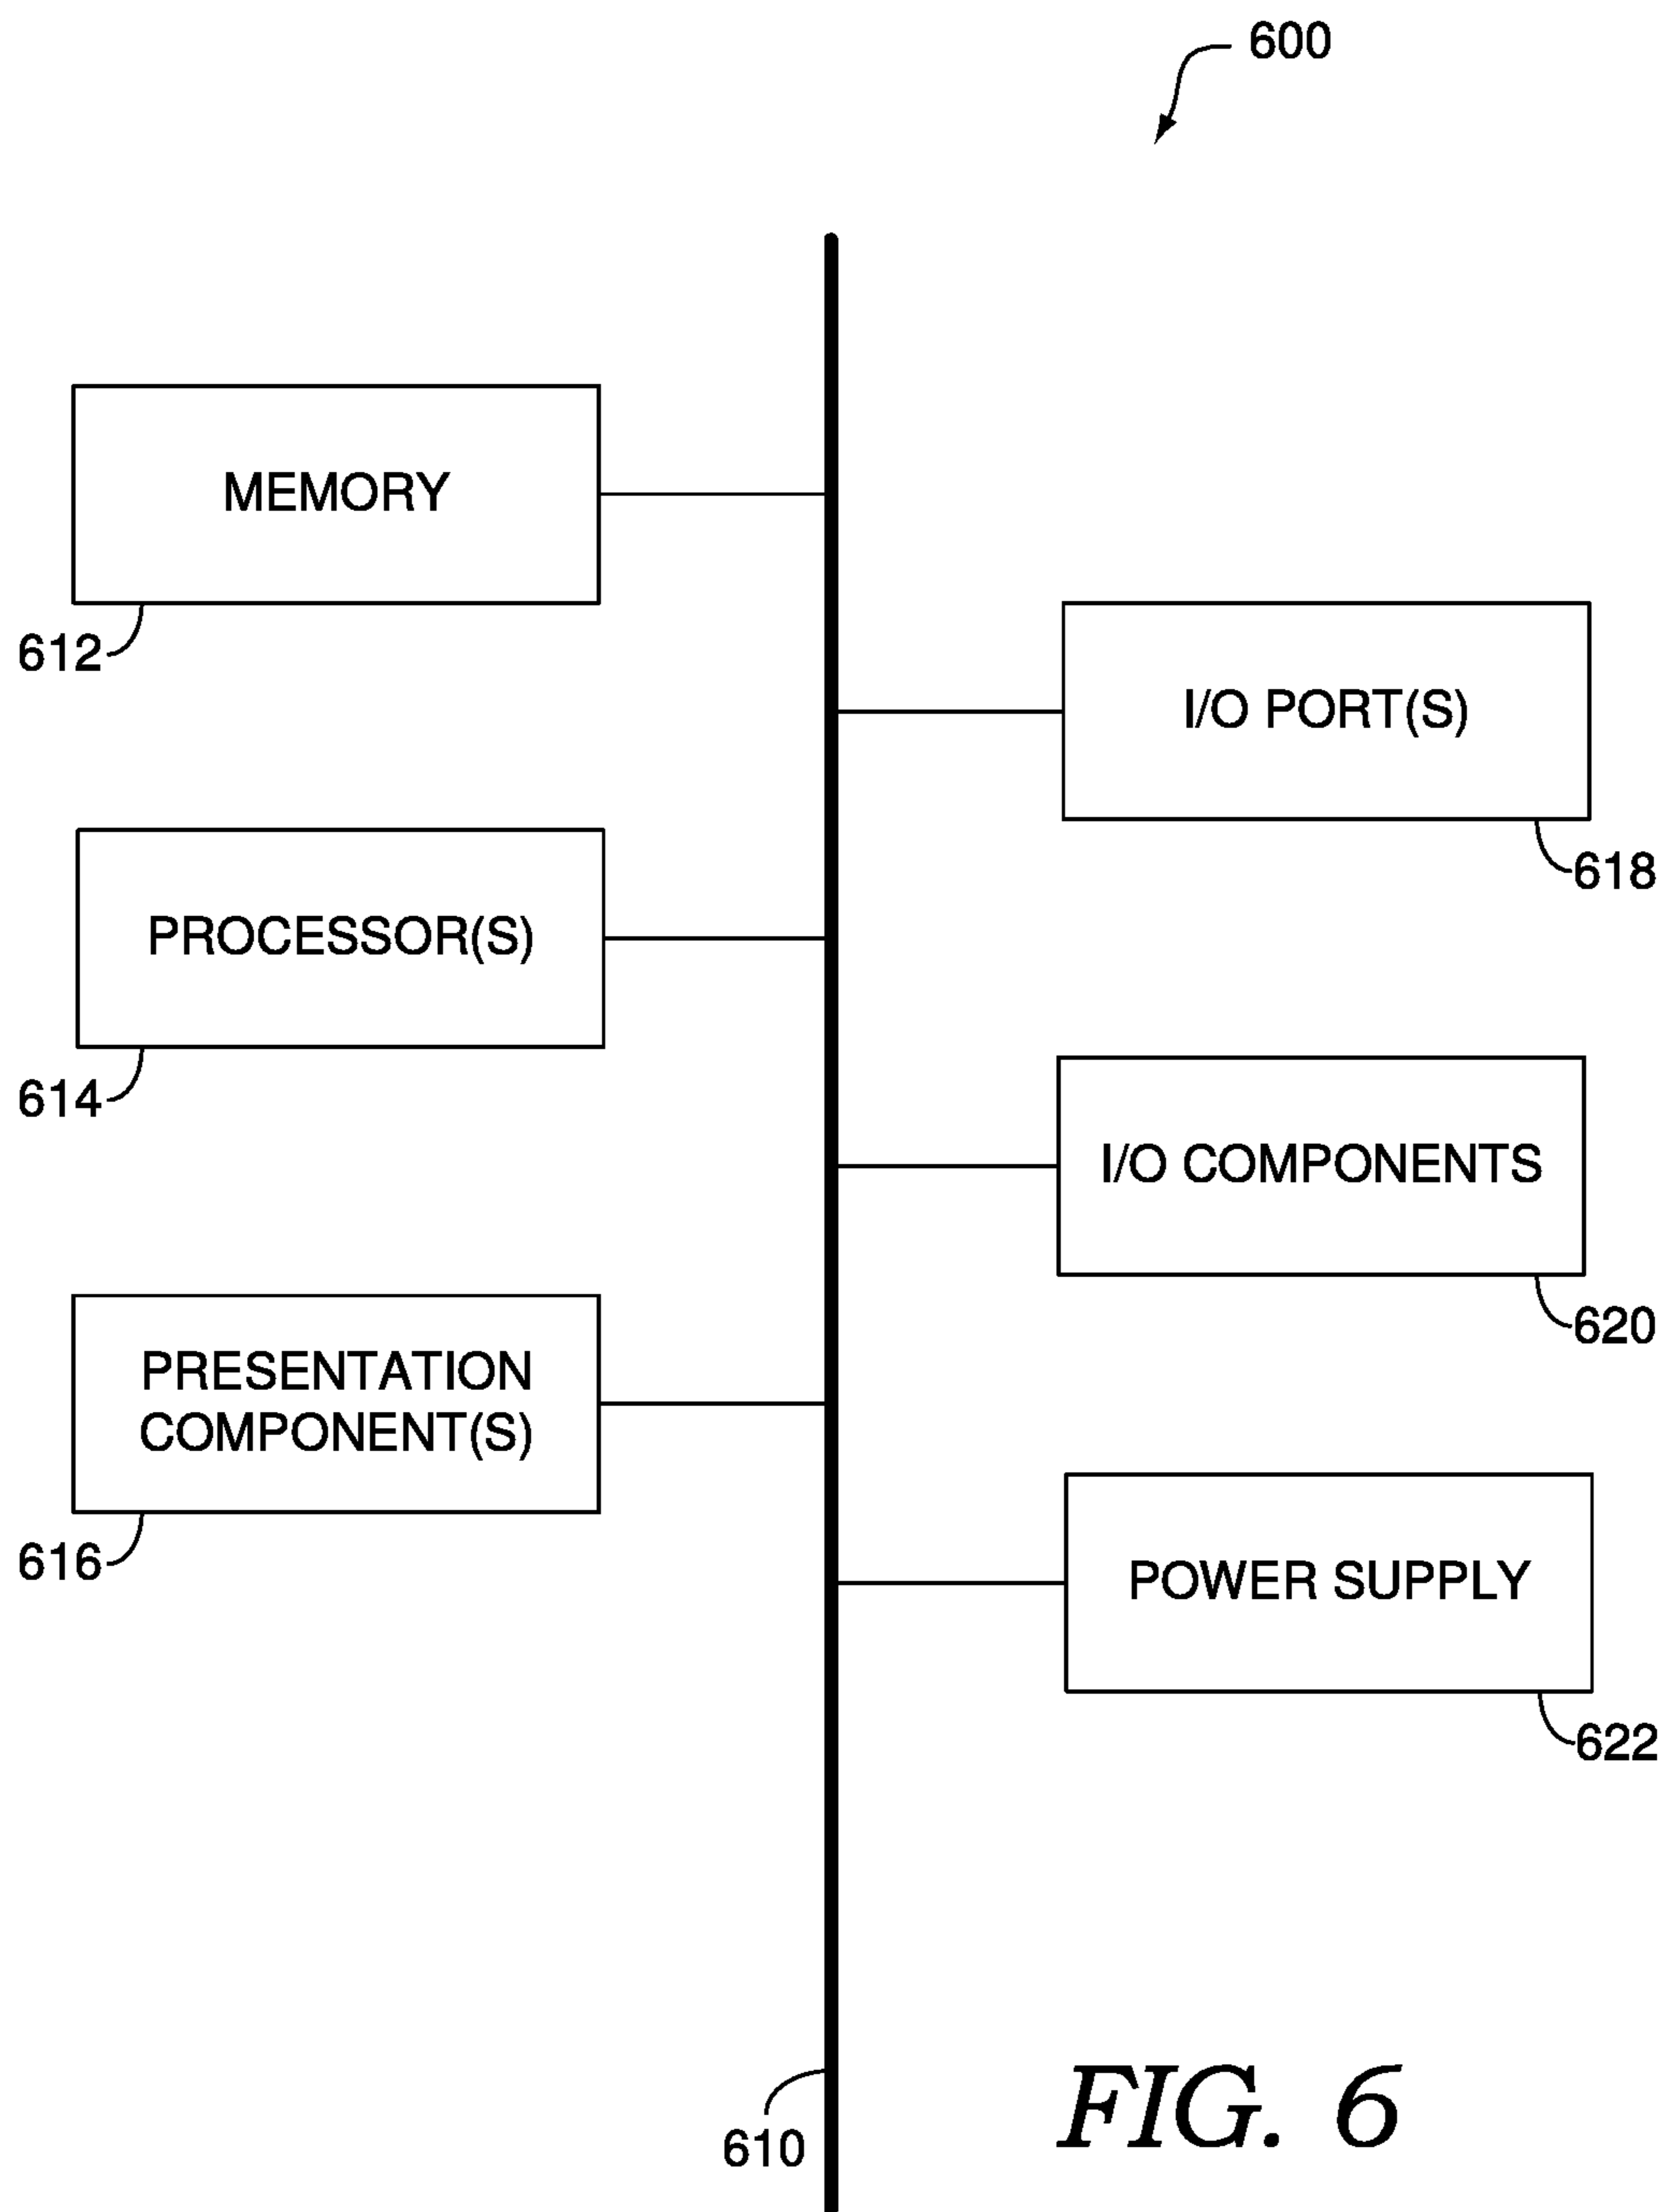 600
MEMORY
612
I/O PORT(S)
618
PROCESSOR(S)
614
I/O COMPONENTS
620
PRESENTATION
COMPONENT(S)
616
POWER SUPPLY
622
610
FIG. 6